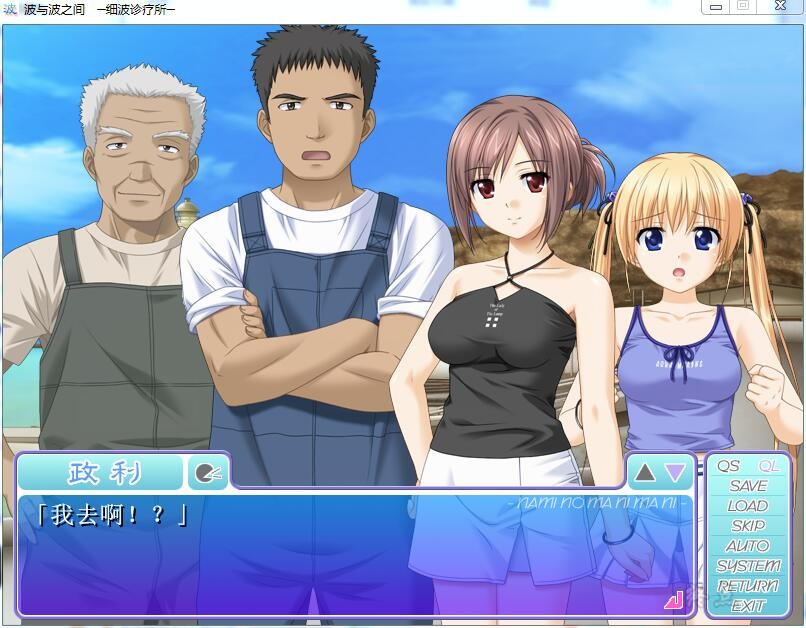 波 波与波之间 —细波诊疗所—
政利
「我去啊！？」
- NAMI NO MA NI MA NI -
QS QL
SAVE
LOAD
SKIP
AUTO
SYSTEM
RETURN
EXIT